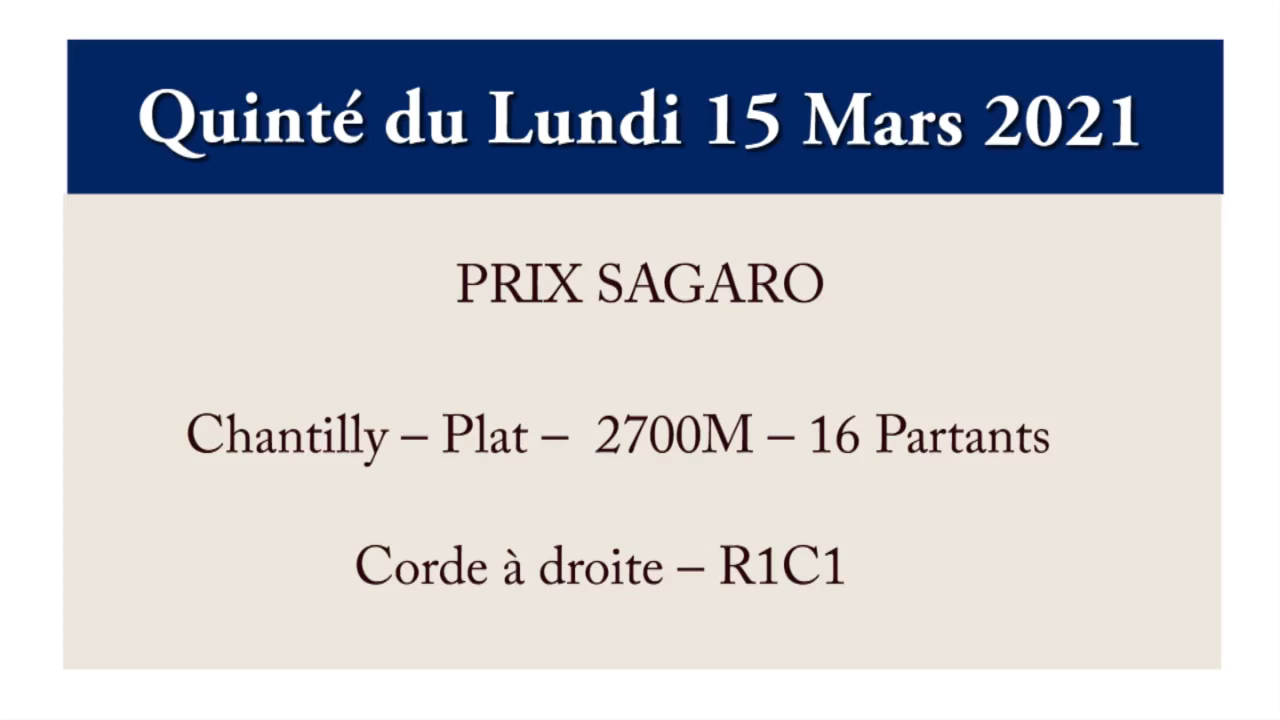 Quinté du Lundi 15 Mars 2021
PRIX SAGARO
Chantilly – Plat – 2700M – 16 Partants
Corde à droite – R1C1